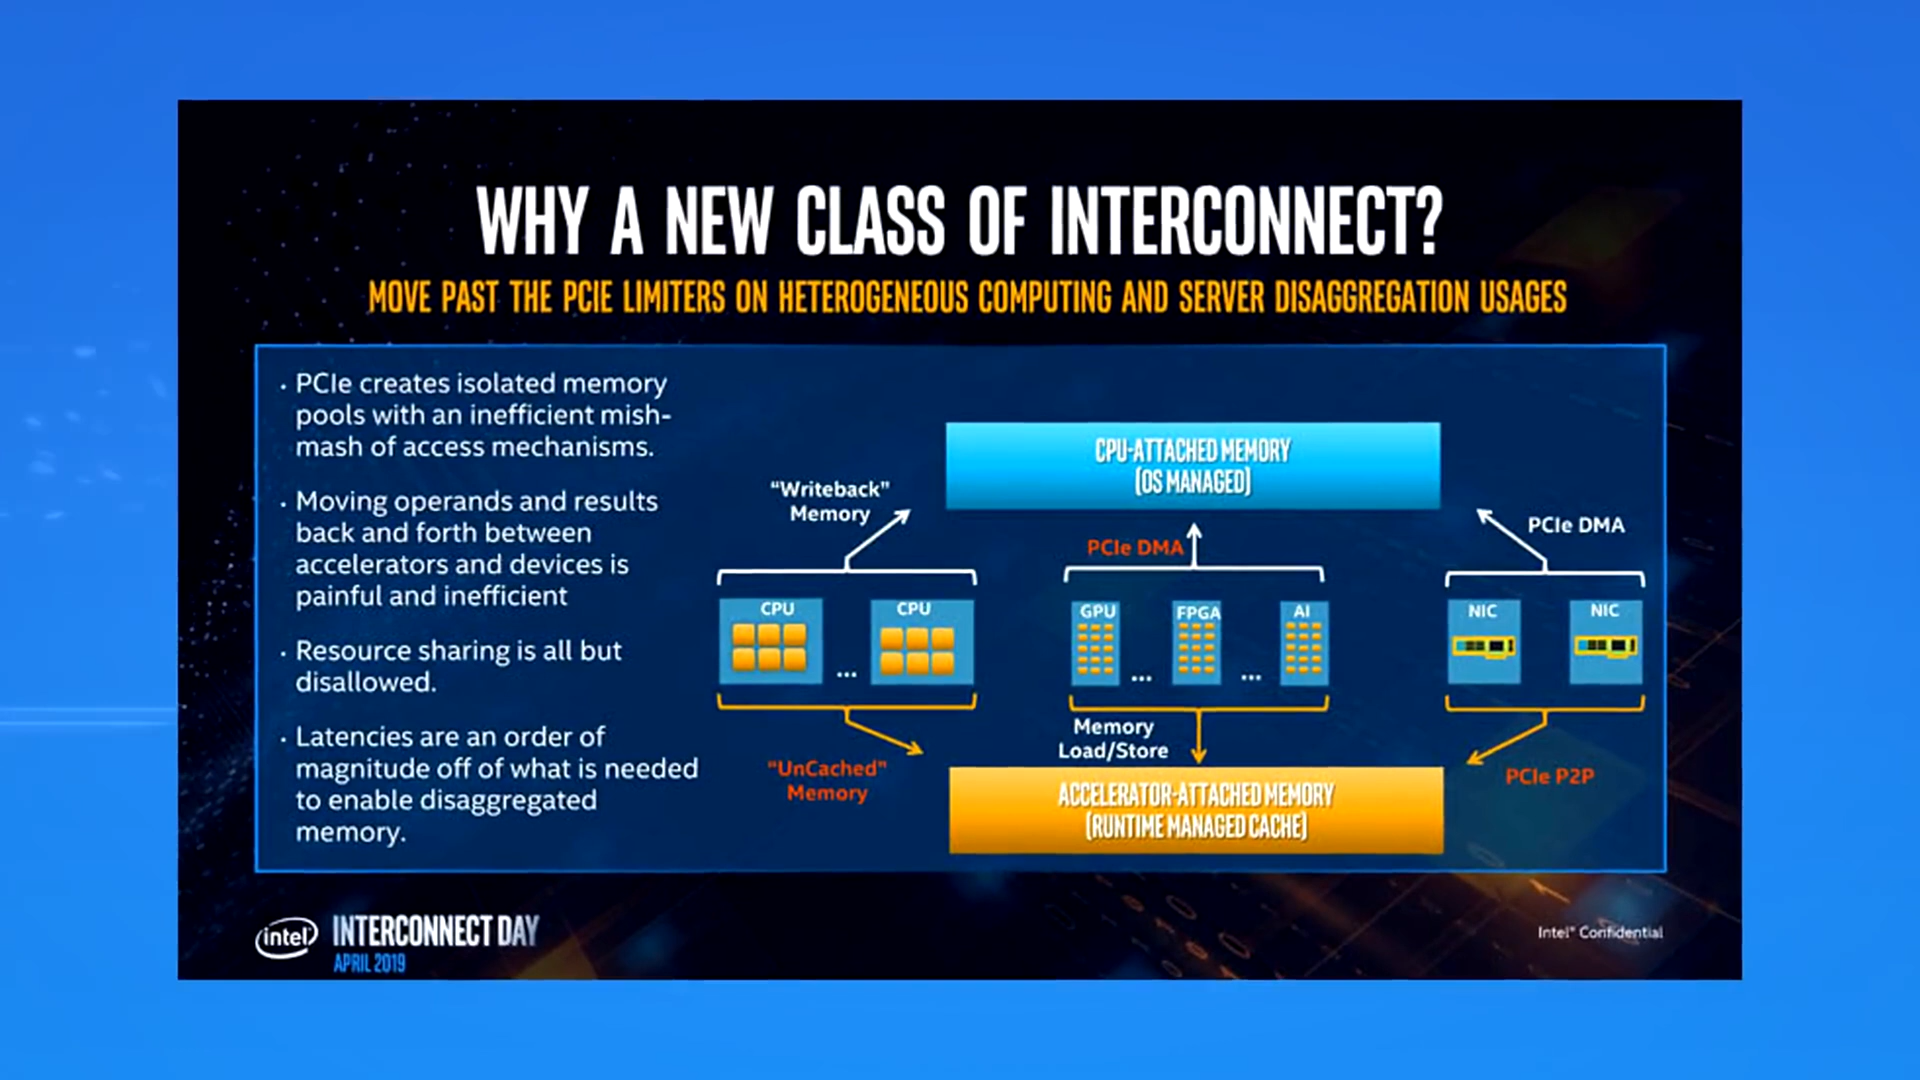 WHY A NEW CLASS OF INTERCONNECT?
MOVE PAST THE PCIE LIMITERS ON HETEROGENEOUS COMPUTING AND SERVER DISAGGREGATION USAGES
· PCIe creates isolated memory
pools with an inefficient mish-
mash of access mechanisms.
· Moving operands and results
back and forth between
accelerators and devices is
painful and inefficient
· Resource sharing is all but
disallowed.
· Latencies are an order of
magnitude off of what is needed
to enable disaggregated
memory.
CPU-ATTACHED MEMORY
(OS MANAGED)
"Writeback"
Memory
PCIe DMA
PCIe DMA
CPU
...
CPU
GPU
...
FPGA
...
AI
NIC
NIC
"UnCached"
Memory
Memory
Load/Store
PCIe P2P
ACCELERATOR-ATTACHED MEMORY
(RUNTIME MANAGED CACHE)
intel
INTERCONNECT DAY
APRIL 2019
Intel® Confidential